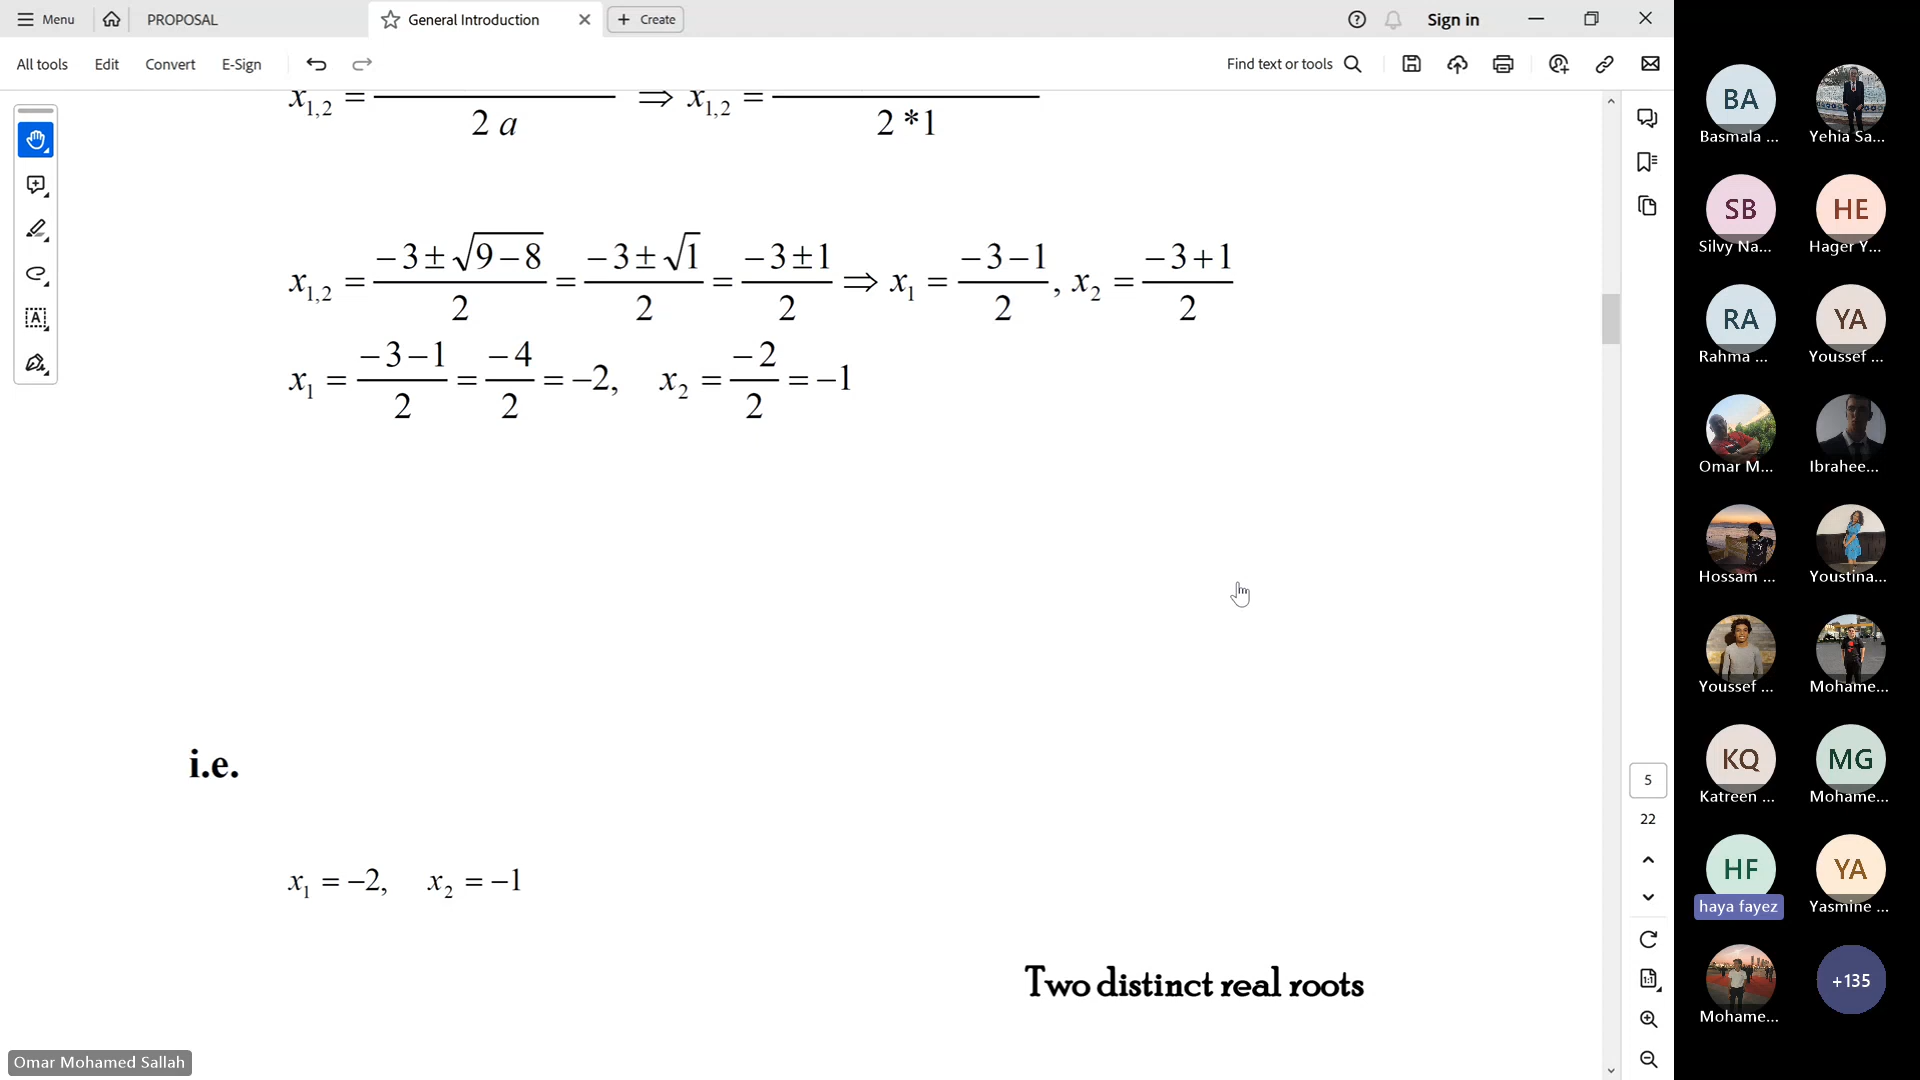 Menu PROPOSAL General Introduction Create Sign in
All tools Edit Convert E-Sign Find text or tools
x1,2 = 2 a ⟹ x1,2 = 2 *1
x1,2 = (−3 ± √(9−8))/2 = (−3 ± √1)/2 = (−3 ± 1)/2 ⟹ x1 = (−3−1)/2 , x2 = (−3+1)/2
x1 = (−3−1)/2 = −4/2 = −2, x2 = −2/2 = −1
i.e.
x1 = −2, x2 = −1
Two distinct real roots
5
22
Omar Mohamed Sallah
BA
Basmala ...
Yehia Sa...
SB
Silvy Na...
HE
Hager Y...
RA
Rahma ...
YA
Youssef ...
Omar M...
Ibrahee...
Hossam ...
Youstina...
Youssef ...
Mohame...
KQ
Katreen ...
MG
Mohame...
HF
haya fayez
YA
Yasmine ...
Mohame...
+135